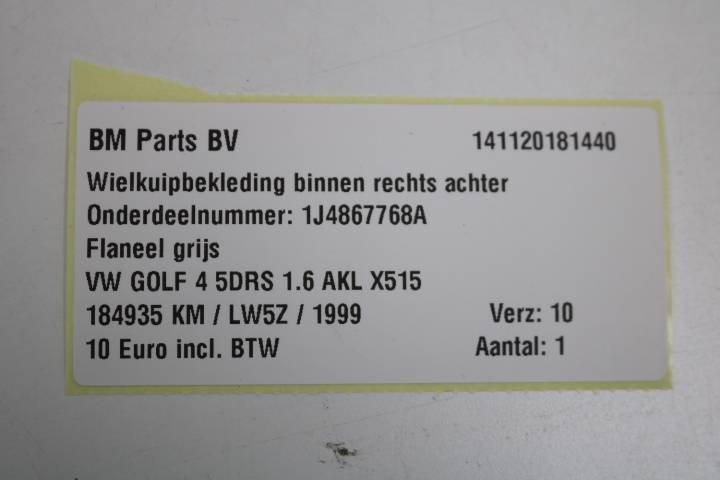 BM Parts BV 141120181440
Wielkuipbekleding binnen rechts achter
Onderdeelnummer: 1J4867768A
Flaneel grijs
VW GOLF 4 5DRS 1.6 AKL X515
184935 KM / LW5Z / 1999 Verz: 10
10 Euro incl. BTW Aantal: 1